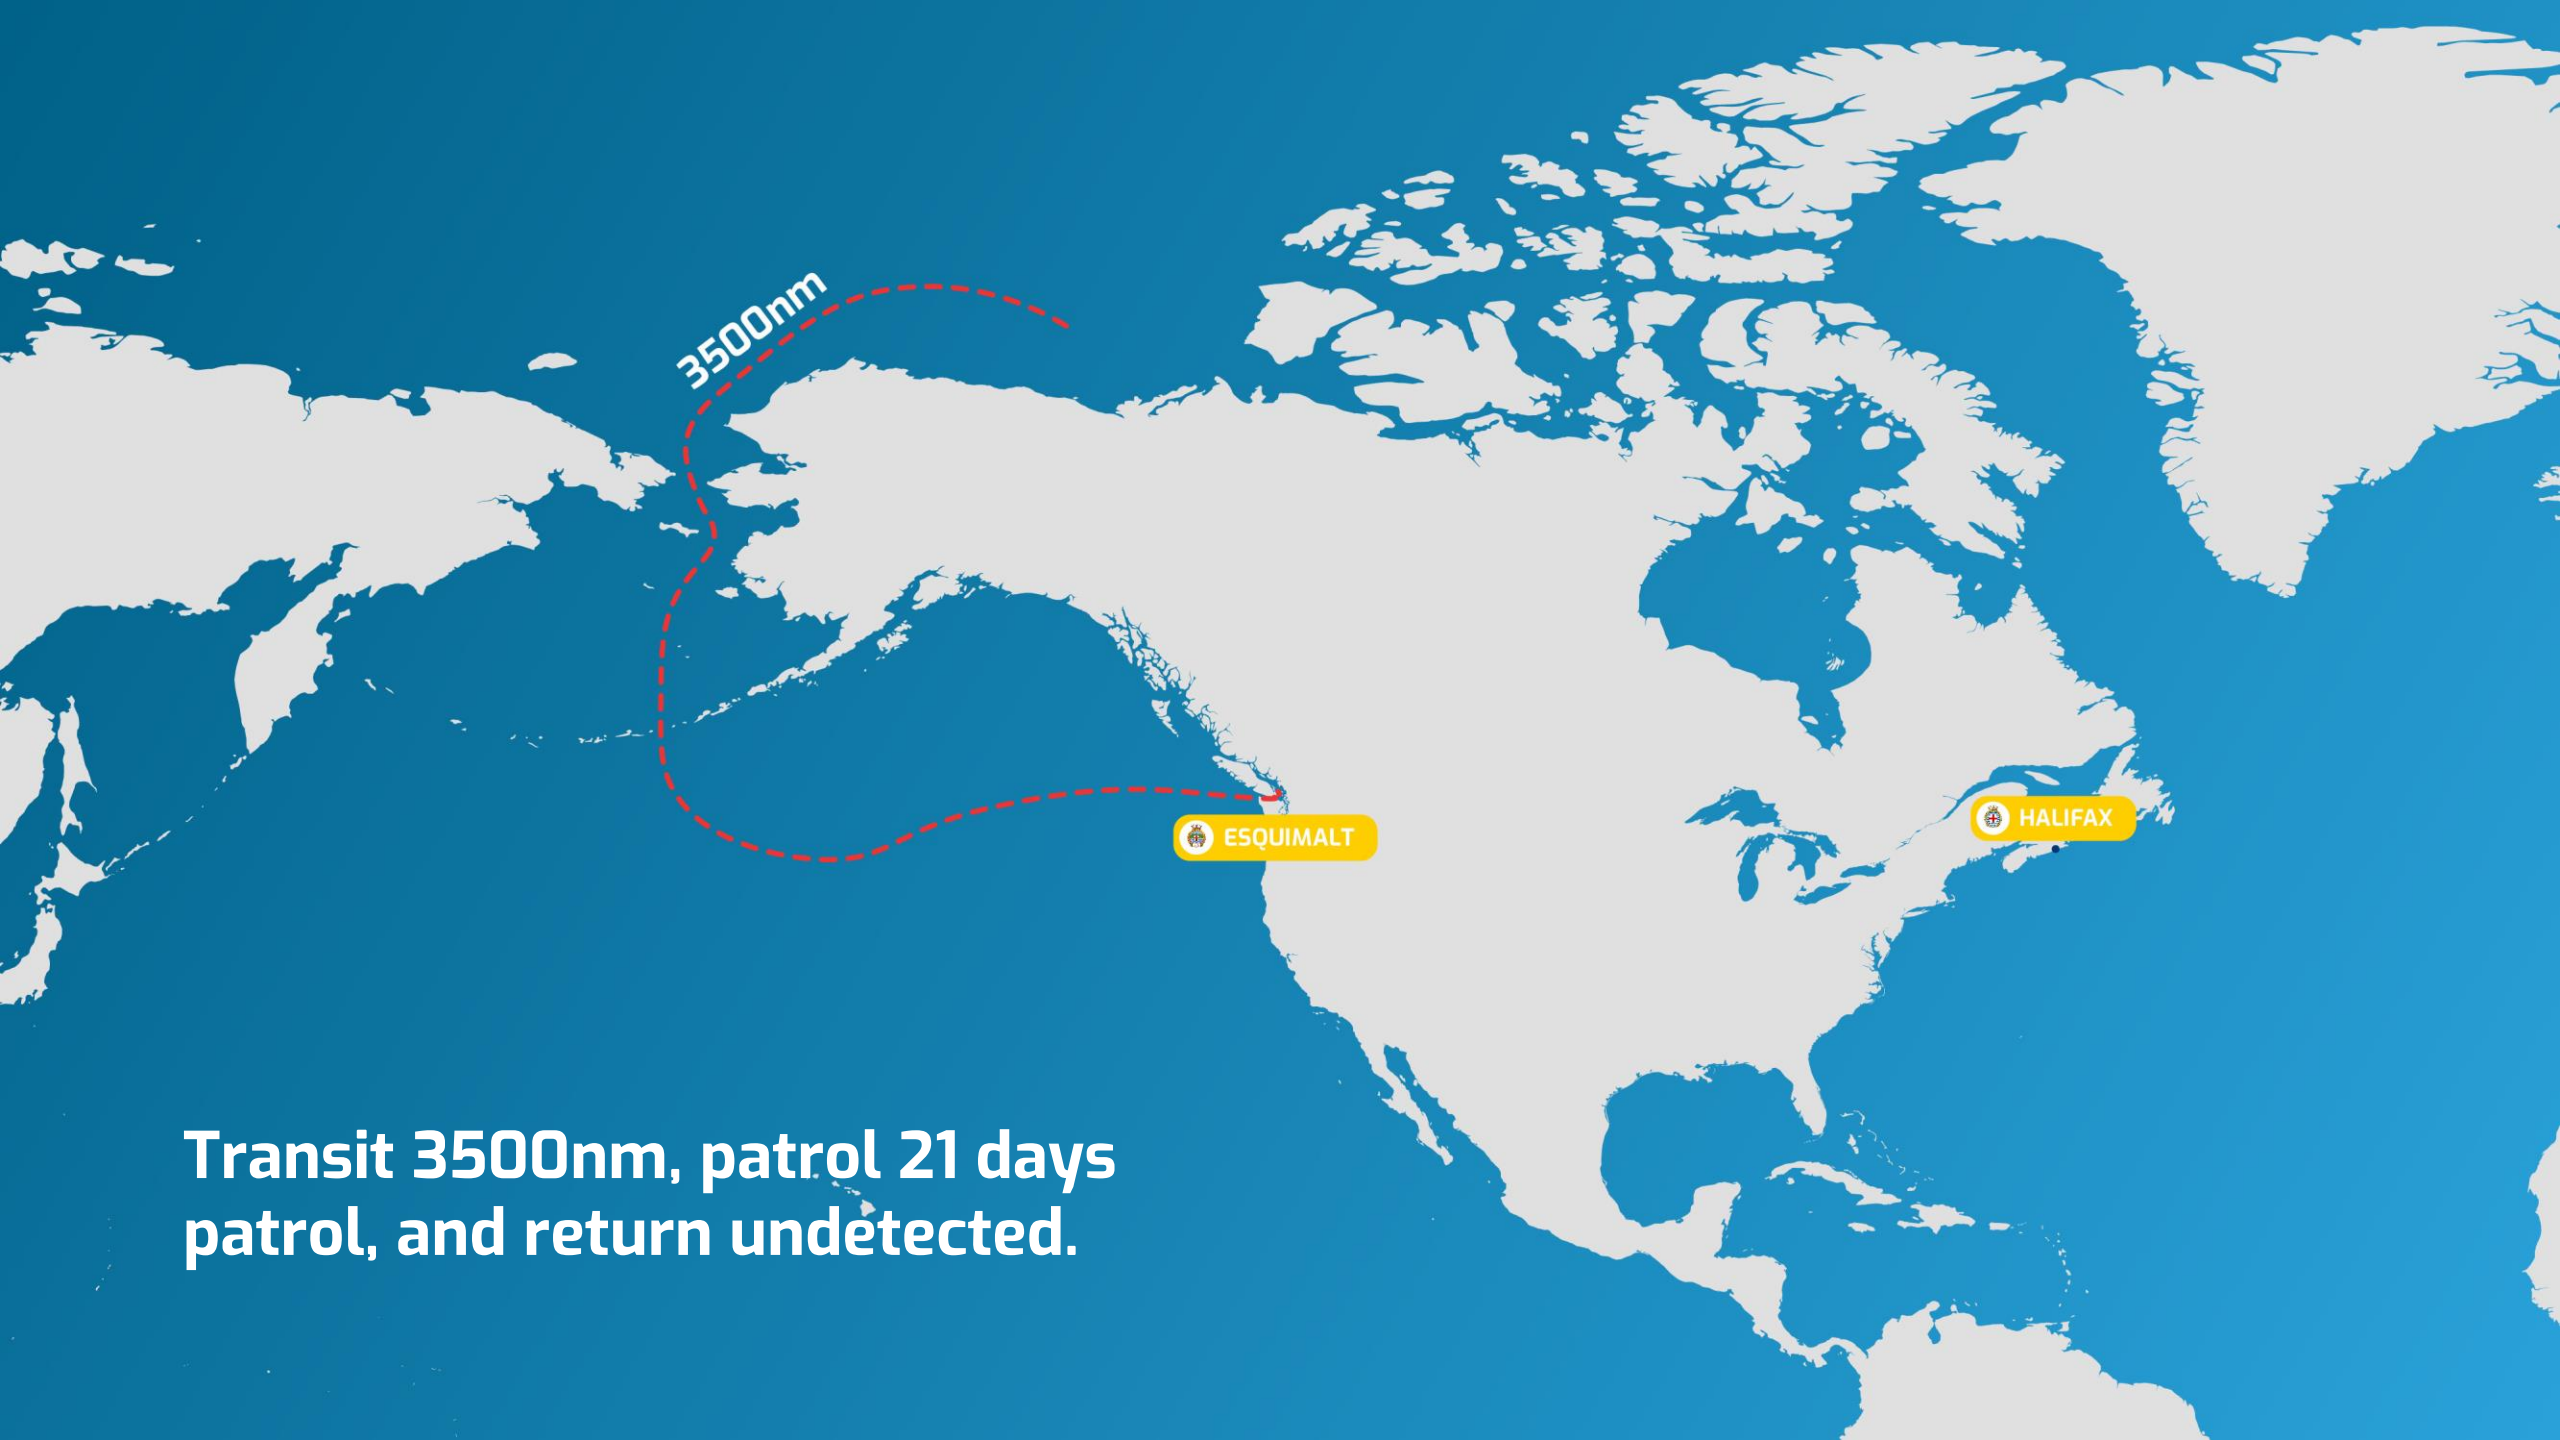 3500nm
ESQUIMALT
HALIFAX
Transit 3500nm, patrol 21 days
patrol, and return undetected.